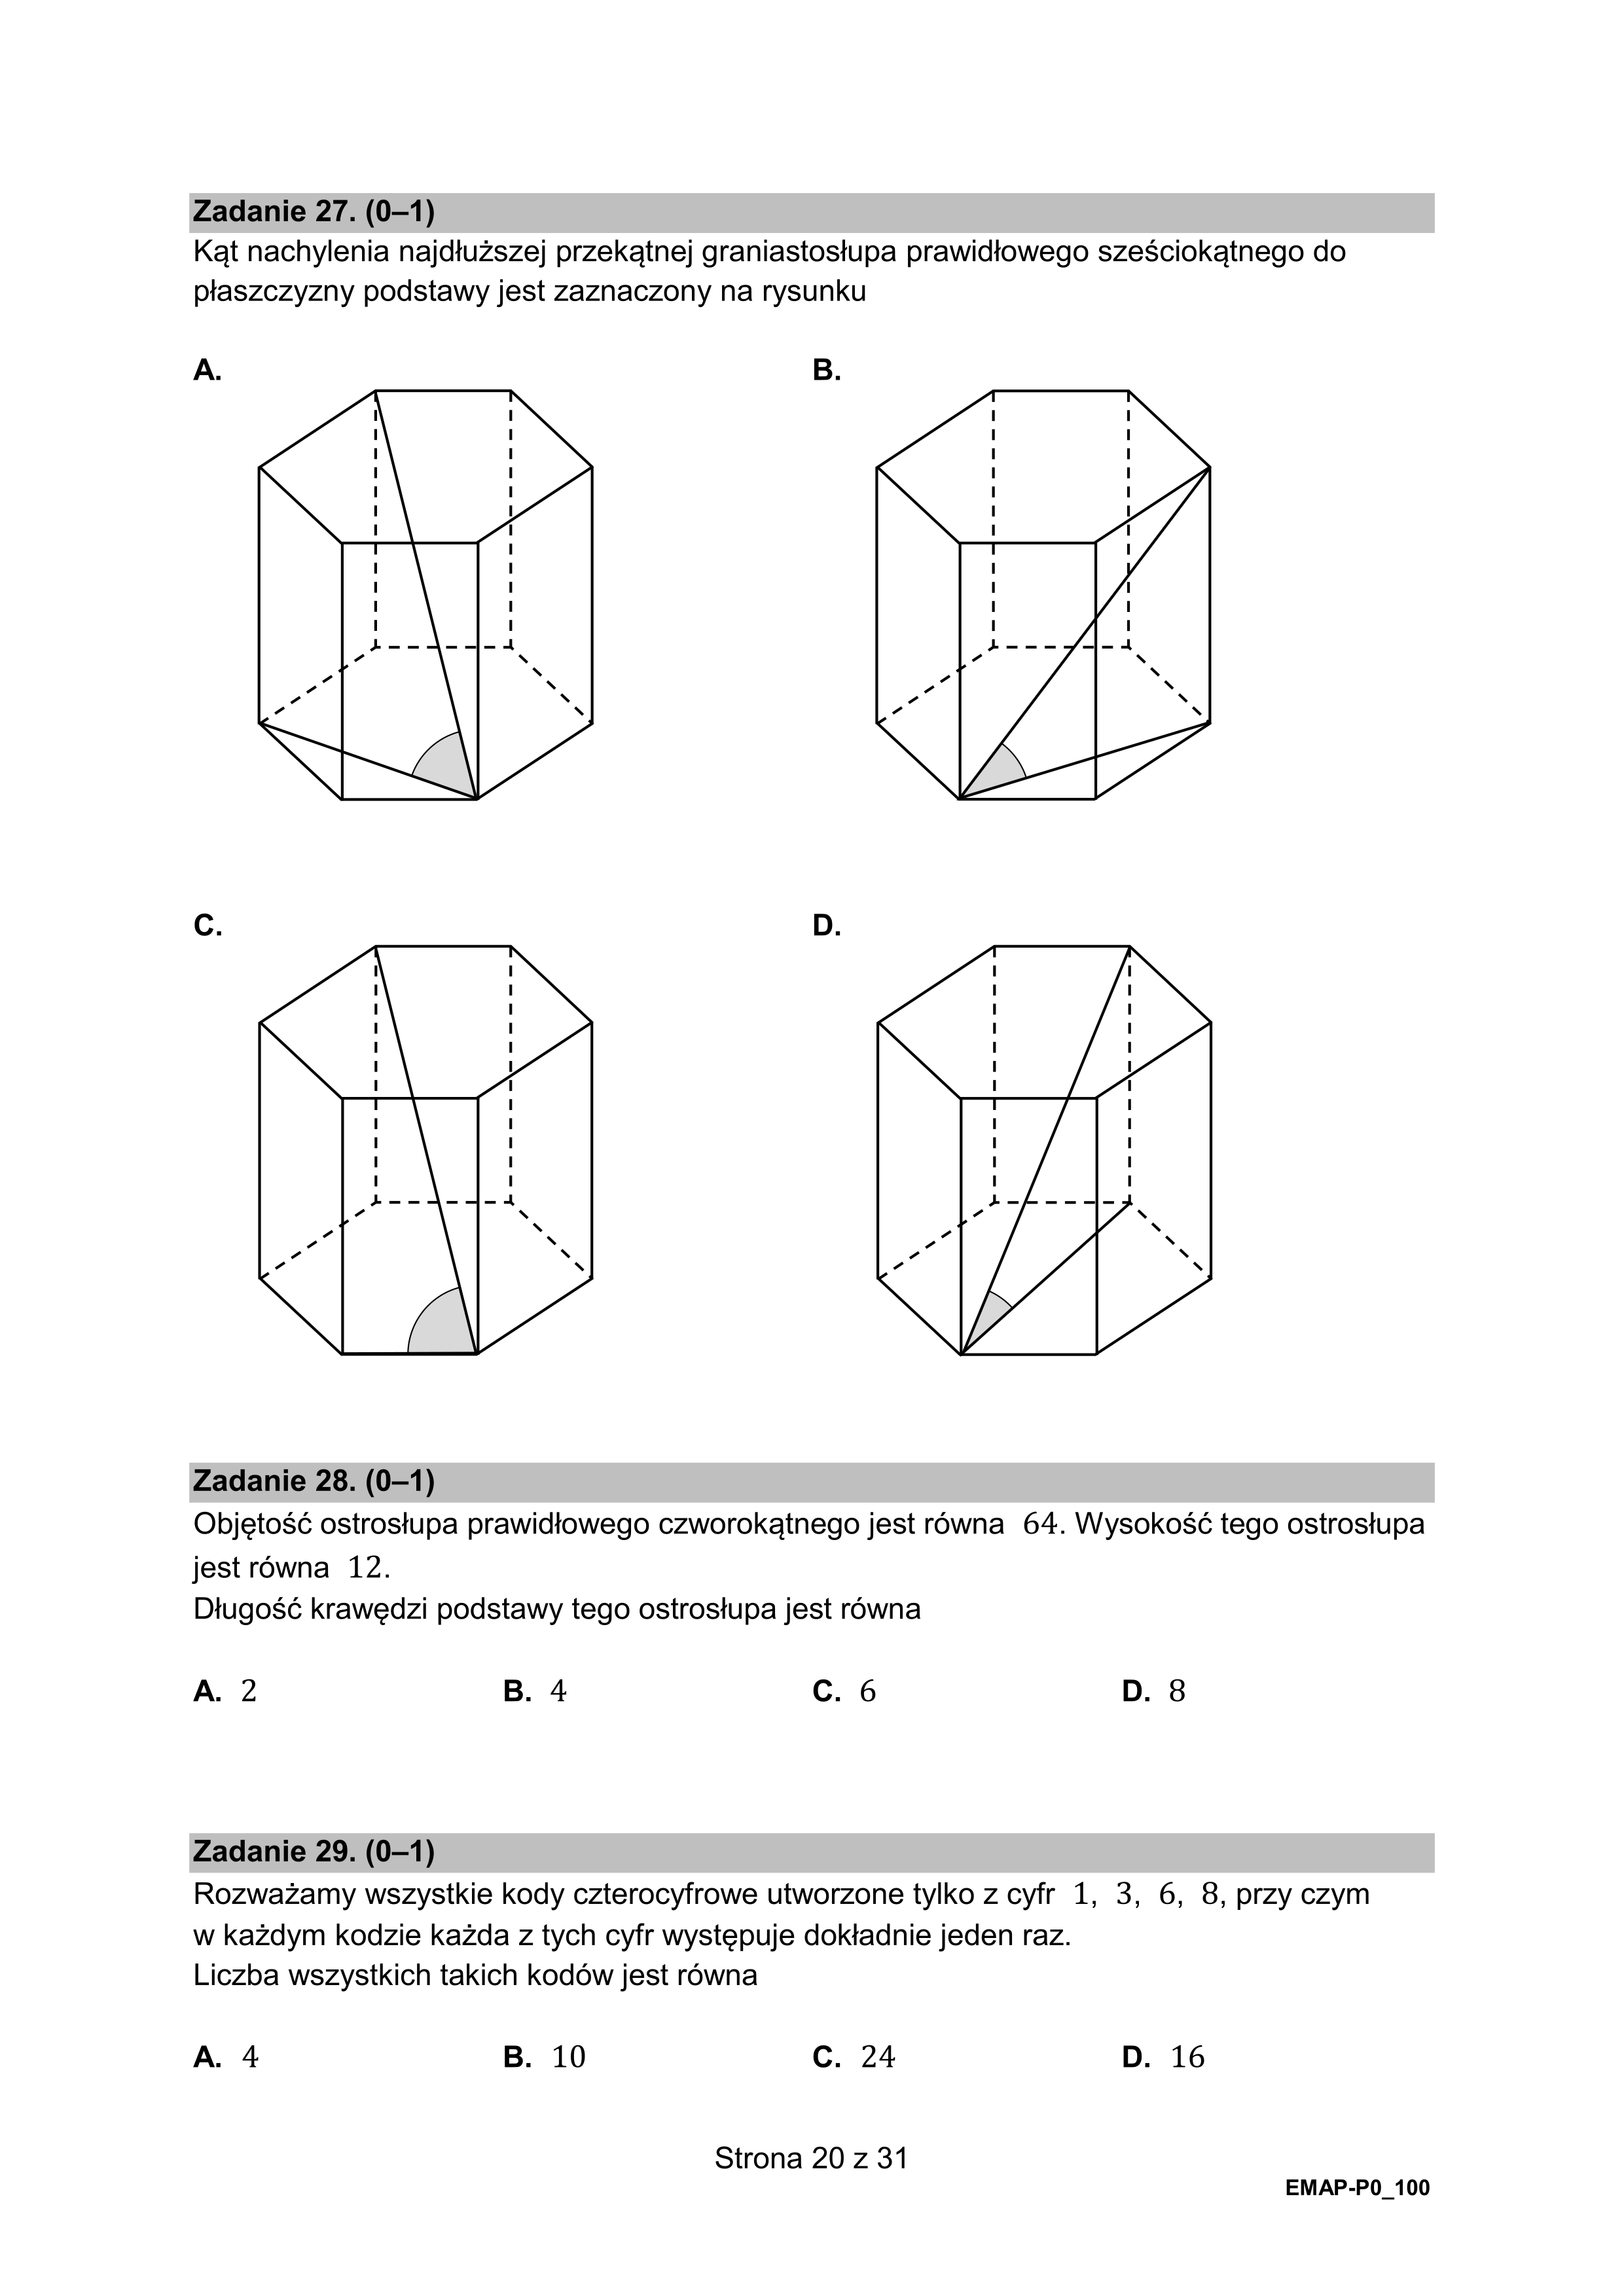 Zadanie 27. (0–1)
Kąt nachylenia najdłuższej przekątnej graniastosłupa prawidłowego sześciokątnego do
płaszczyzny podstawy jest zaznaczony na rysunku
A. B.
C. D.
Zadanie 28. (0–1)
Objętość ostrosłupa prawidłowego czworokątnego jest równa 64. Wysokość tego ostrosłupa
jest równa 12.
Długość krawędzi podstawy tego ostrosłupa jest równa
A. 2 B. 4 C. 6 D. 8
Zadanie 29. (0–1)
Rozważamy wszystkie kody czterocyfrowe utworzone tylko z cyfr 1, 3, 6, 8, przy czym
w każdym kodzie każda z tych cyfr występuje dokładnie jeden raz.
Liczba wszystkich takich kodów jest równa
A. 4 B. 10 C. 24 D. 16
Strona 20 z 31
EMAP-P0_100